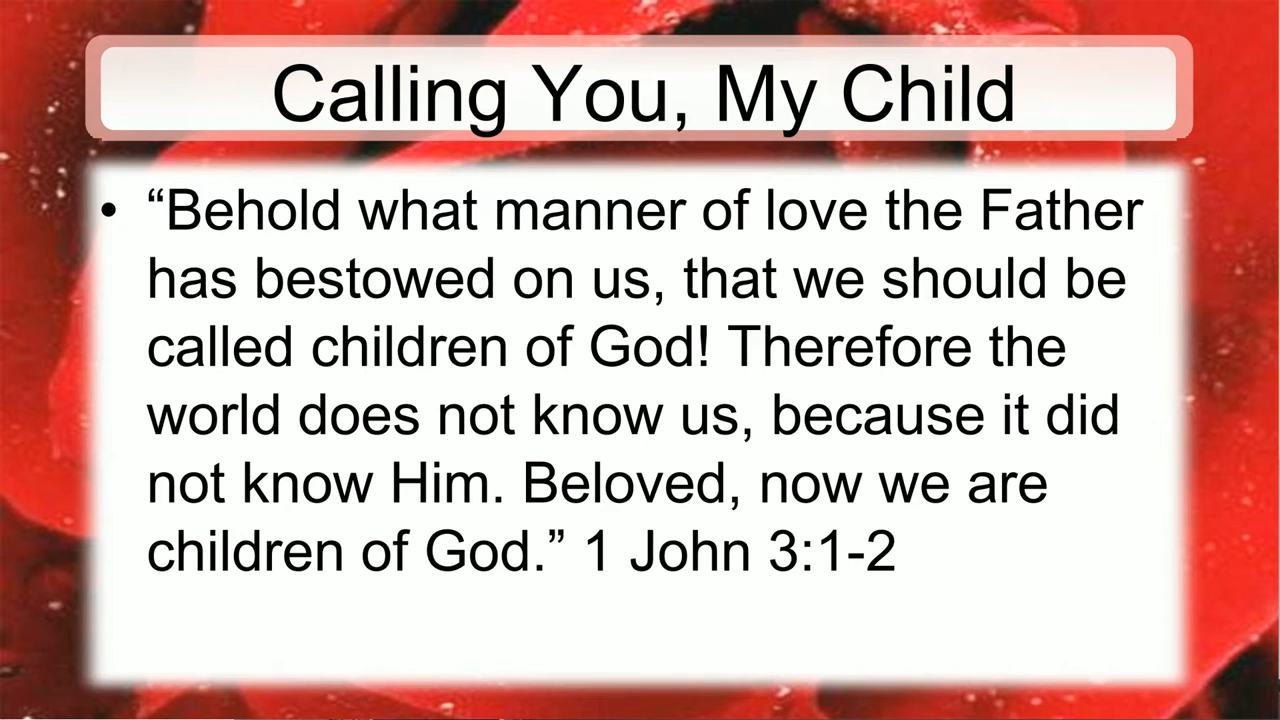 Calling You, My Child
• “Behold what manner of love the Father
has bestowed on us, that we should be
called children of God! Therefore the
world does not know us, because it did
not know Him. Beloved, now we are
children of God.” 1 John 3:1-2